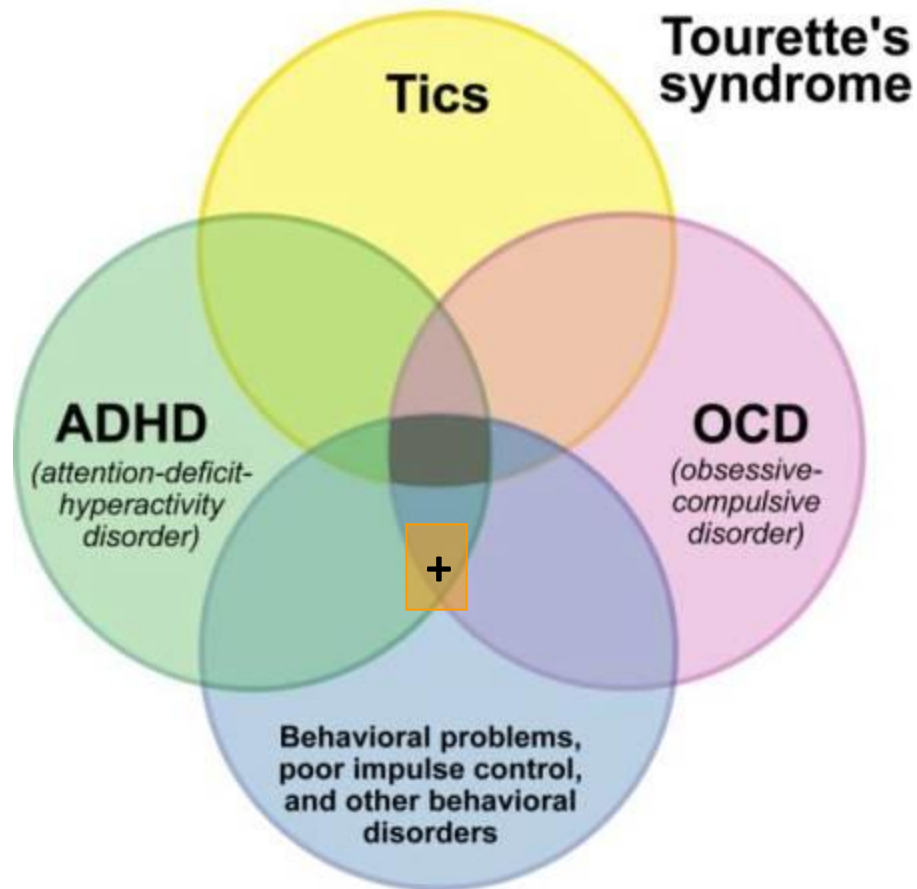 Tourette's
syndrome
Tics
ADHD
(attention-deficit-
hyperactivity
disorder)
OCD
(obsessive-
compulsive
disorder)
+
Behavioral problems,
poor impulse control,
and other behavioral
disorders